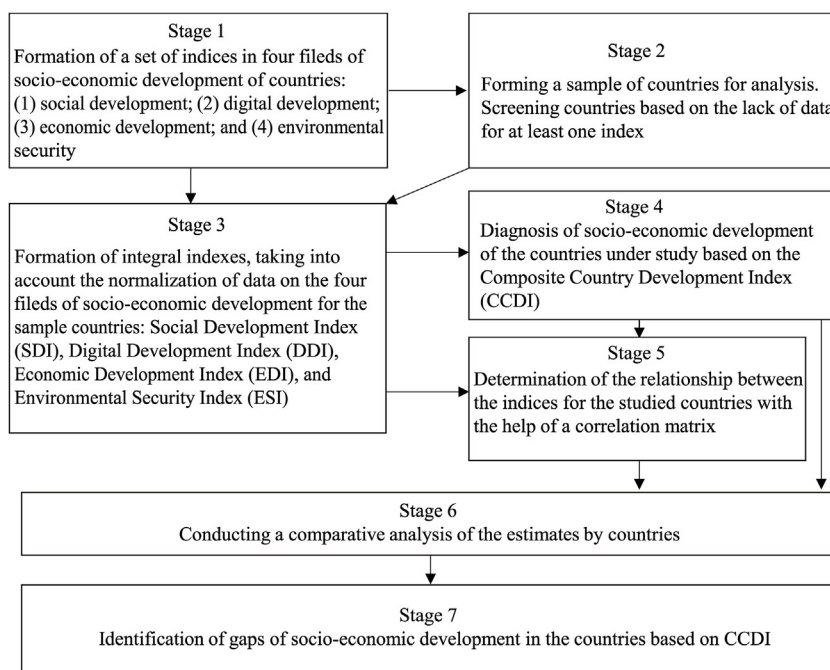 Stage 1
Formation of a set of indices in four fileds of
socio-economic development of countries:
(1) social development; (2) digital development;
(3) economic development; and (4) environmental
security
Stage 2
Forming a sample of countries for analysis.
Screening countries based on the lack of data
for at least one index
Stage 3
Formation of integral indexes, taking into
account the normalization of data on the four
fileds of socio-economic development for the
sample countries: Social Development Index
(SDI), Digital Development Index (DDI),
Economic Development Index (EDI), and
Environmental Security Index (ESI)
Stage 4
Diagnosis of socio-economic development
of the countries under study based on the
Composite Country Development Index
(CCDI)
Stage 5
Determination of the relationship between
the indices for the studied countries with
the help of a correlation matrix
Stage 6
Conducting a comparative analysis of the estimates by countries
Stage 7
Identification of gaps of socio-economic development in the countries based on CCDI